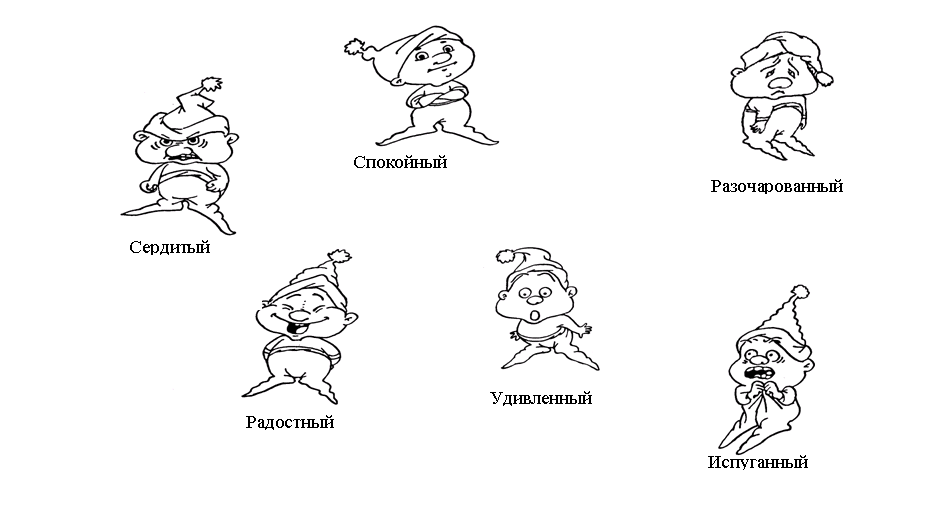 Спокойный
Разочарованный
Сердитый
Удивленный
Радостный
Испуганный